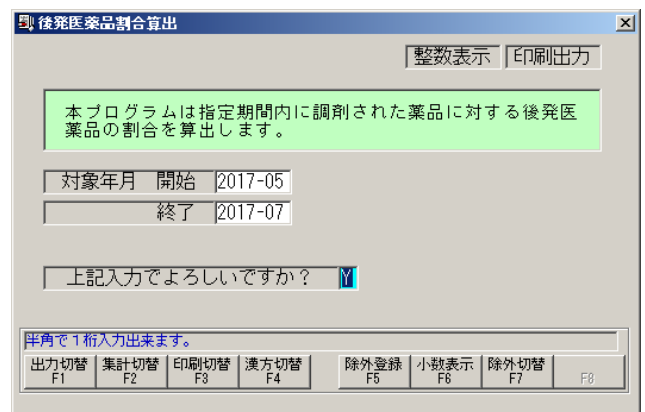 後発医薬品割合算出
整数表示 印刷出力
本プログラムは指定期間内に調剤された薬品に対する後発医
薬品の割合を算出します。
対象年月 開始 2017-05
終了 2017-07
上記入力でよろしいですか？ Y
半角で1桁入力出来ます。
出力切替 集計切替 印刷切替 漢方切替 除外登録 小数表示 除外切替
F1 F2 F3 F4 F5 F6 F7 F8